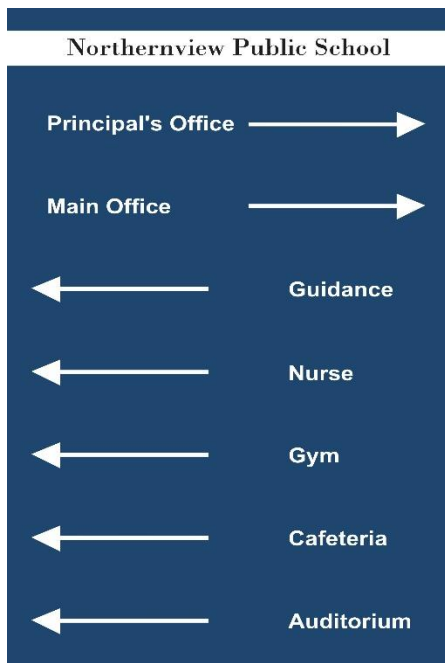 Northernview Public School
Principal's Office
Main Office
Guidance
Nurse
Gym
Cafeteria
Auditorium